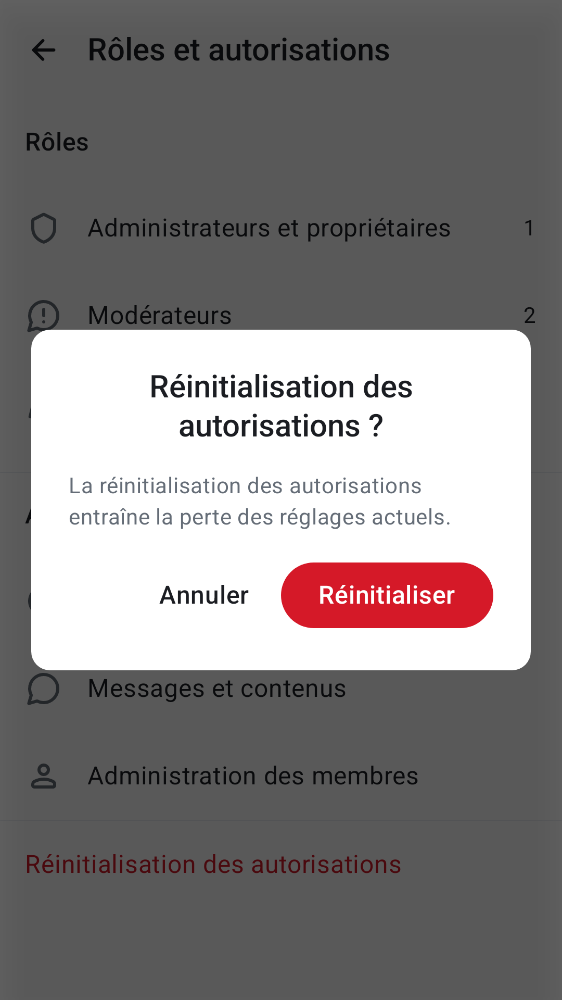 Rôles et autorisations
Rôles
Administrateurs et propriétaires 1
Modérateurs 2
Réinitialisation des
autorisations ?
La réinitialisation des autorisations
entraîne la perte des réglages actuels.
Annuler Réinitialiser
Messages et contenus
Administration des membres
Réinitialisation des autorisations